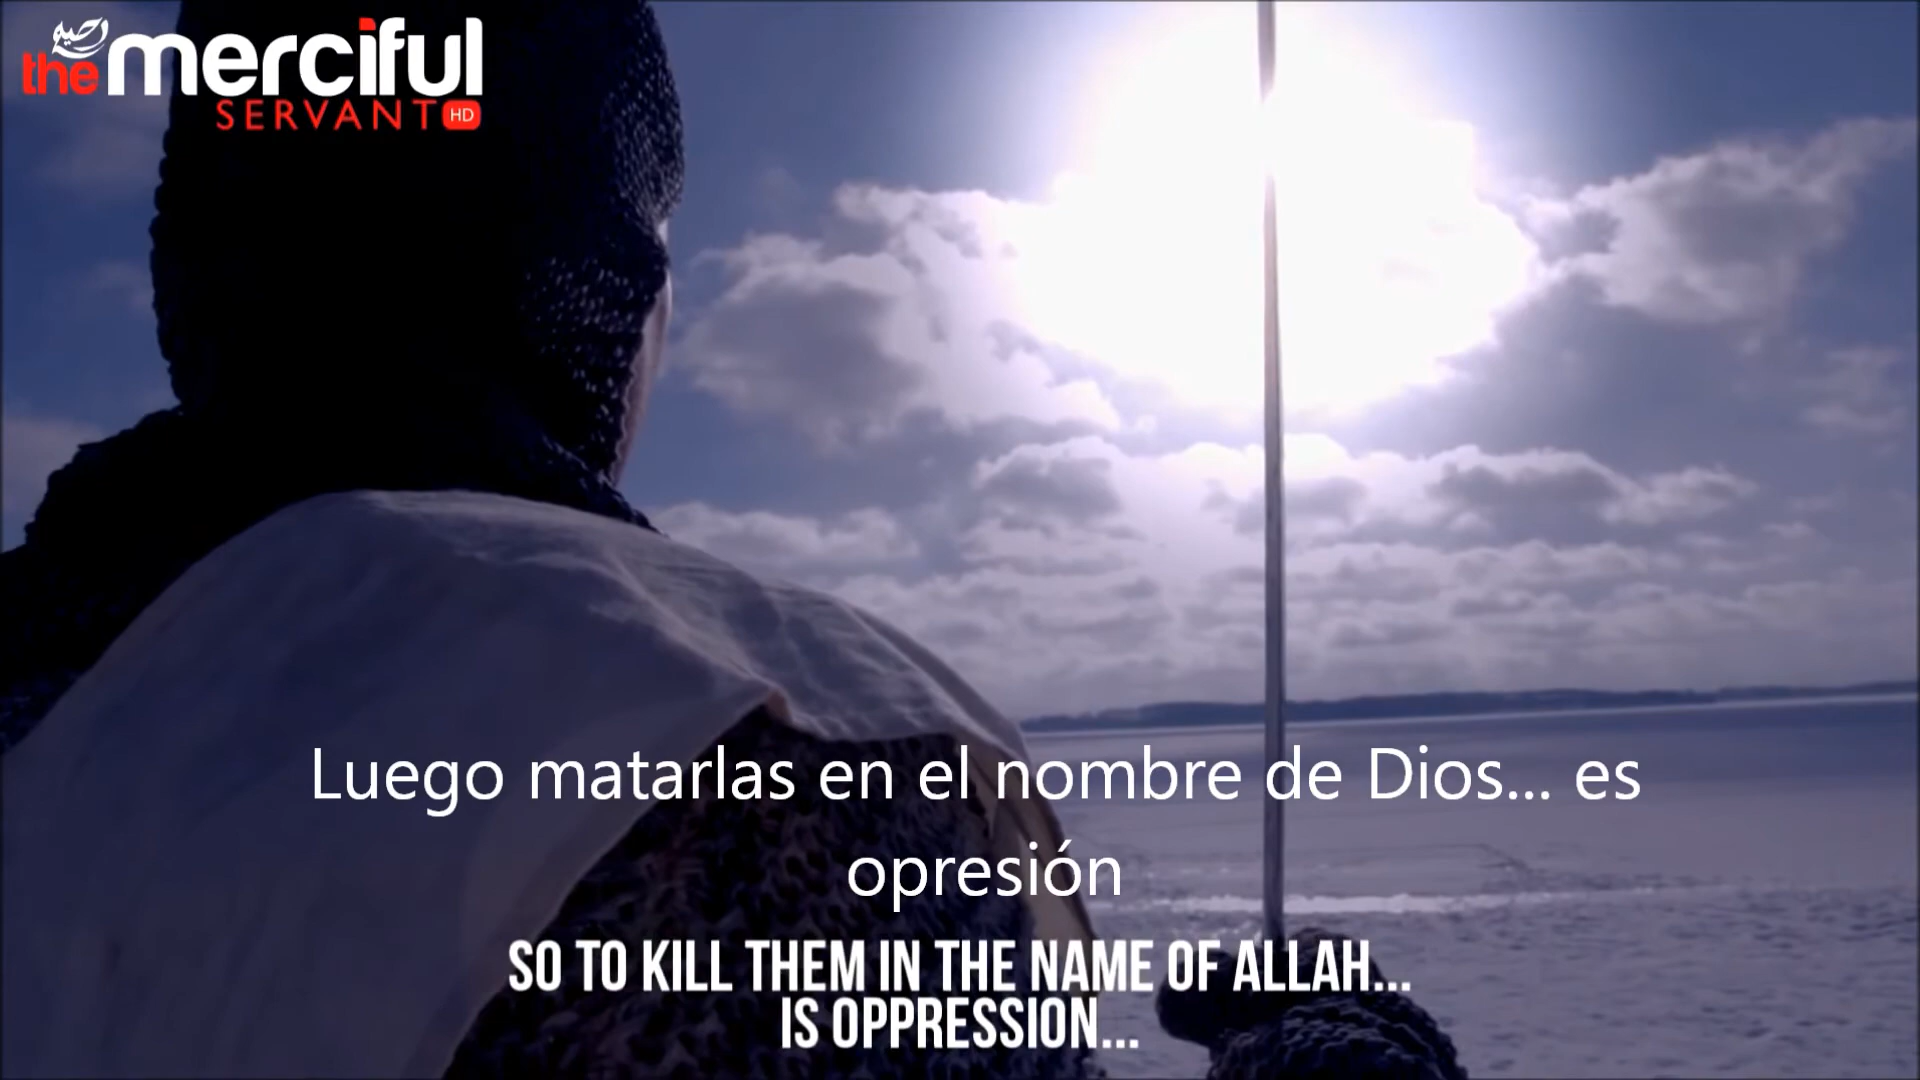 the merciful
SERVANT HD
Luego matarlas en el nombre de Dios... es
opresión
SO TO KILL THEM IN THE NAME OF ALLAH...
IS OPPRESSION...